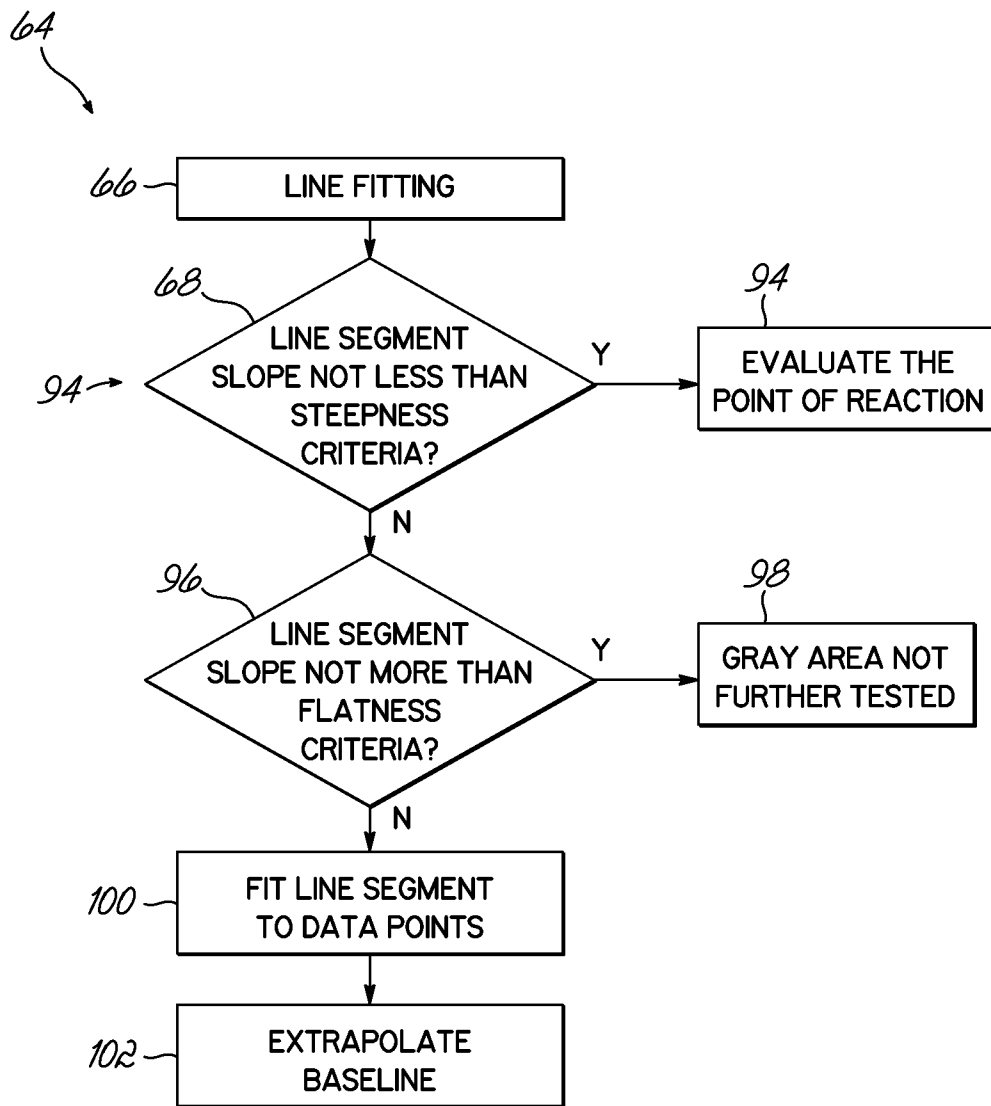 64
66
LINE FITTING
68
LINE SEGMENT
SLOPE NOT LESS THAN
STEEPNESS
CRITERIA?
94
Y
94
EVALUATE THE
POINT OF REACTION
N
96
LINE SEGMENT
SLOPE NOT MORE THAN
FLATNESS
CRITERIA?
Y
98
GRAY AREA NOT
FURTHER TESTED
N
100
FIT LINE SEGMENT
TO DATA POINTS
102
EXTRAPOLATE
BASELINE